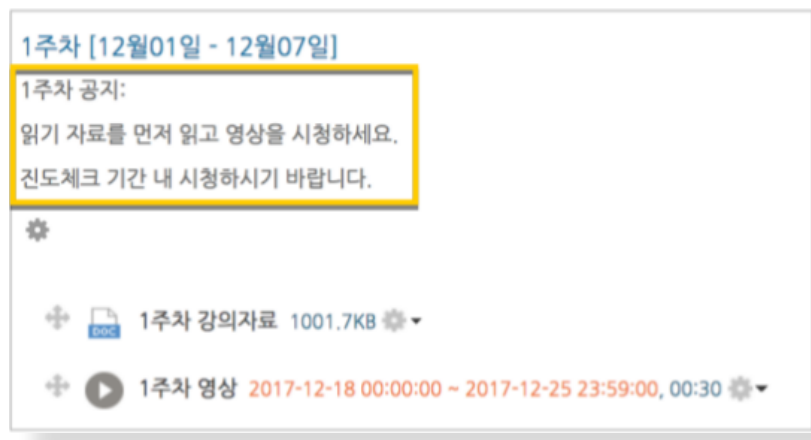 1주차 [12월01일 - 12월07일]
1주차 공지:
읽기 자료를 먼저 읽고 영상을 시청하세요.
진도체크 기간 내 시청하시기 바랍니다.
DOC 1주차 강의자료 1001.7KB
1주차 영상 2017-12-18 00:00:00 ~ 2017-12-25 23:59:00, 00:30